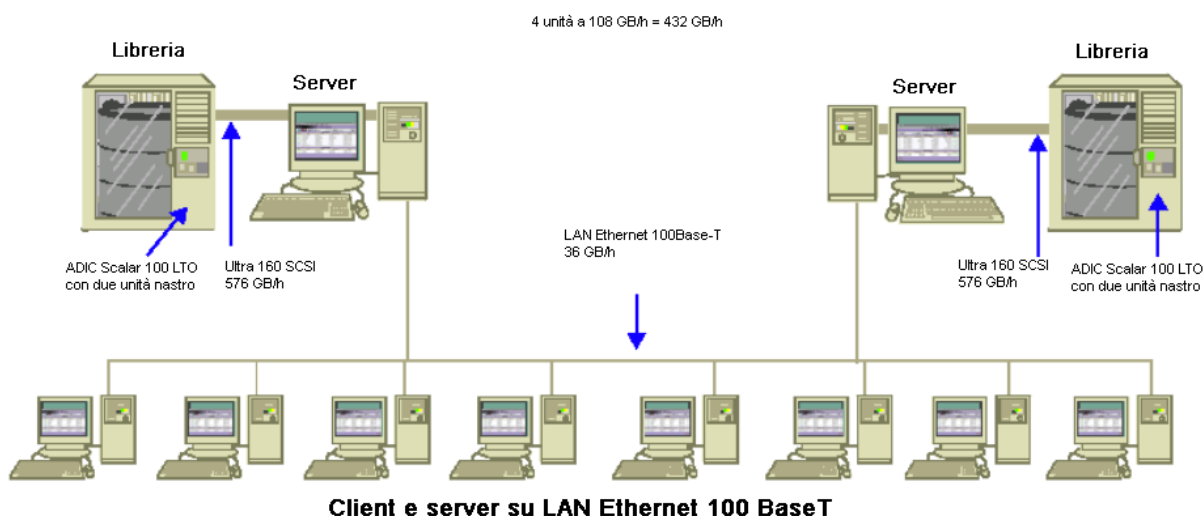 4 unità a 108 GB/h = 432 GB/h
Libreria
Server
Server
Libreria
ADIC Scalar 100 LTO
con due unità nastro
Ultra 160 SCSI
576 GB/h
LAN Ethernet 100Base-T
36 GB/h
Ultra 160 SCSI
576 GB/h
ADIC Scalar 100 LTO
con due unità nastro
Client e server su LAN Ethernet 100 BaseT